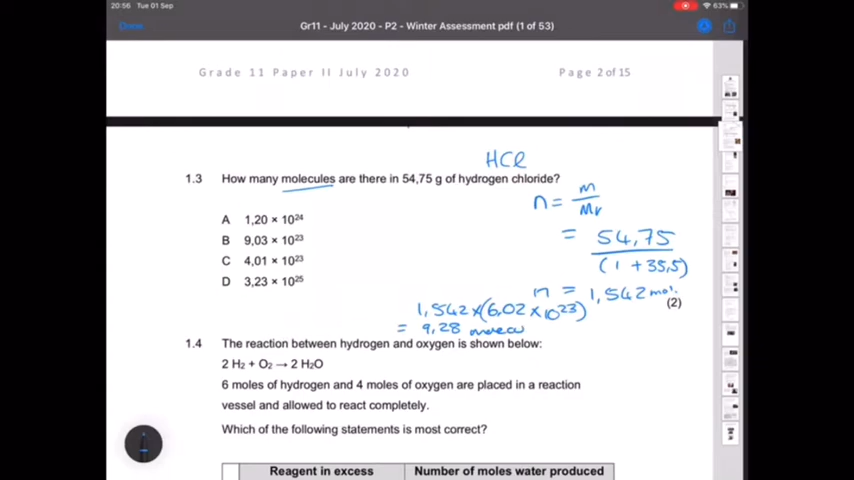 20:56 Tue 01 Sep
63%
Done
Gr11 - July 2020 - P2 - Winter Assessment pdf (1 of 53)
Grade 11 Paper II July 2020
Page 2 of 15
HCl
1.3 How many molecules are there in 54,75 g of hydrogen chloride?
n = m / Mr
A 1,20 × 10²⁴
B 9,03 × 10²³
= 54,75 / (1 + 35,5)
C 4,01 × 10²³
D 3,23 × 10²⁵
n = 1,542 mol.
(2)
1,542 × (6,02 × 10²³)
= 9,28
1.4 The reaction between hydrogen and oxygen is shown below:
2 H₂ + O₂ → 2 H₂O
6 moles of hydrogen and 4 moles of oxygen are placed in a reaction
vessel and allowed to react completely.
Which of the following statements is most correct?
Reagent in excess
Number of moles water produced